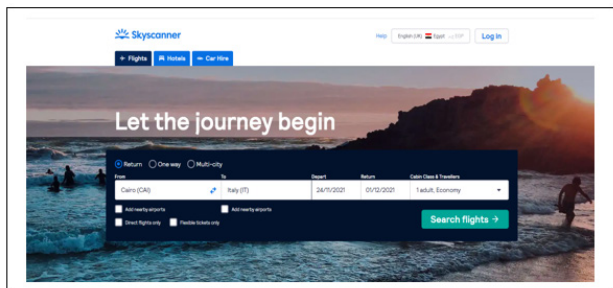 Skyscanner
Help English (UK) Egypt EGP Log in
Flights Hotels Car Hire
Let the journey begin
Return One way Multi-city
From To Depart Return Cabin Class & Travellers
Cairo (CAI) Italy (IT) 24/11/2021 01/12/2021 1 adult, Economy
Add nearby airports Add nearby airports
Direct flights only Flexible tickets only
Search flights →